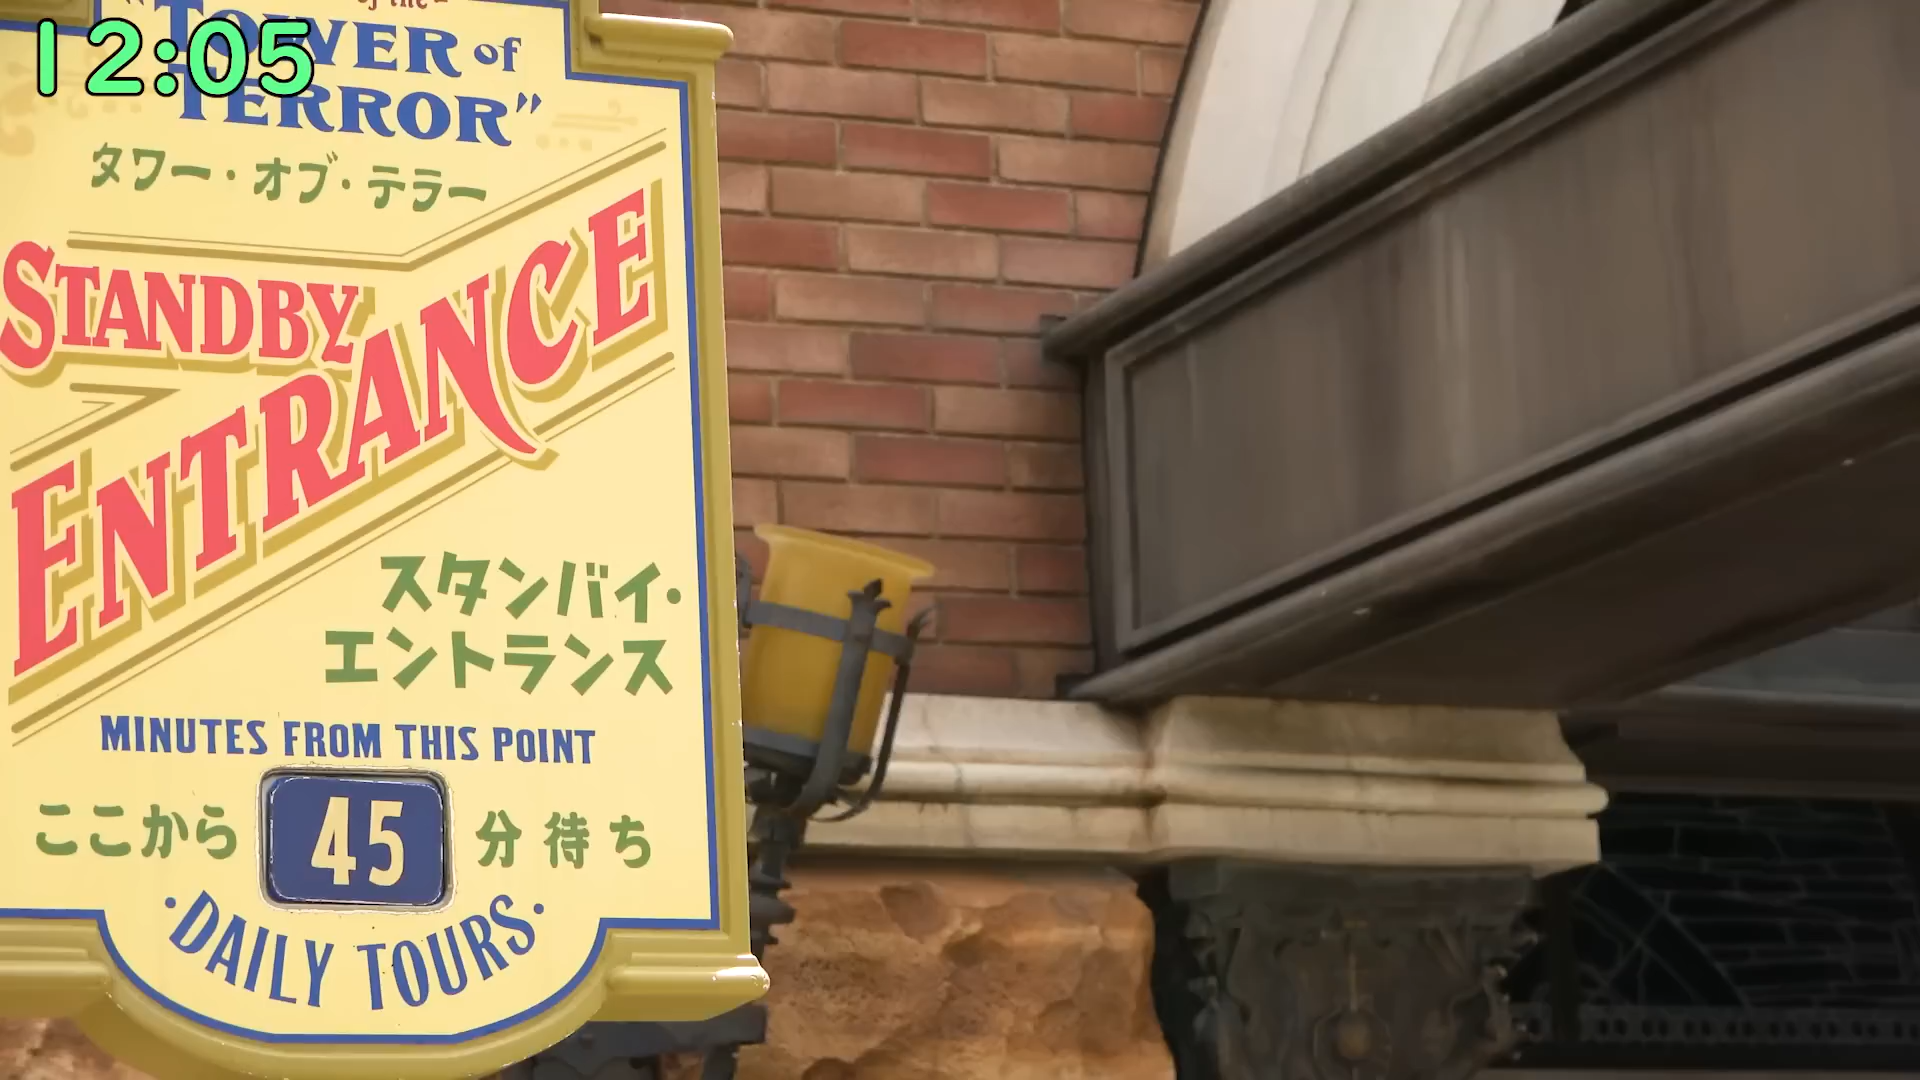 12:05
of the
"TOWER of
TERROR"
タワー・オブ・テラー
STANDBY
ENTRANCE
スタンバイ・
エントランス
MINUTES FROM THIS POINT
ここから 45 分待ち
・DAILY TOURS・